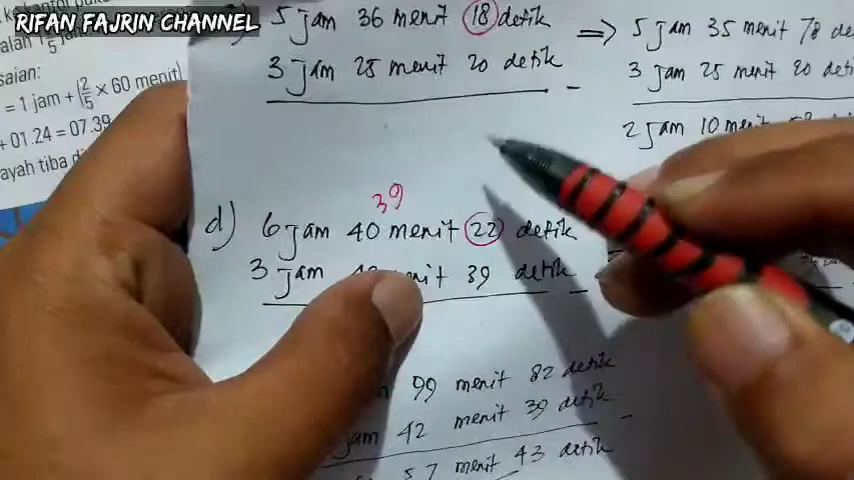 RIFAN FAJRIN CHANNEL
5 jam 36 menit 18 detik
3 jam 25 menit 20 detik
⇒ 5 jam 35 menit 78
3 jam 25 menit 20 detik
2 jam 10
39
d) 6 jam 40 menit 22 detik
3 jam 39 detik
99 menit 82 detik
jam 42 menit 39 detik
57 menit 43 detik
saian:
= 1 jam + (2/5 × 60 menit)
+ 01.24 = 07.39
ayah tiba